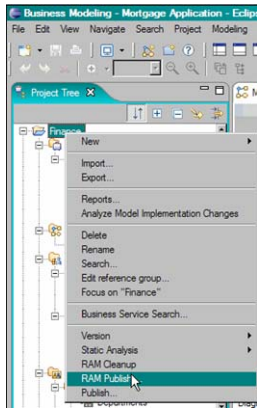 Business Modeling - Mortgage Application - Eclip
File Edit View Navigate Search Project Modeling
Project Tree
Finance
New
Import...
Export...
Reports...
Analyze Model Implementation Changes
Delete
Rename
Search...
Edit reference group...
Focus on "Finance"
Business Service Search...
Version
Static Analysis
RAM Cleanup
RAM Publish
Publish...
Departments